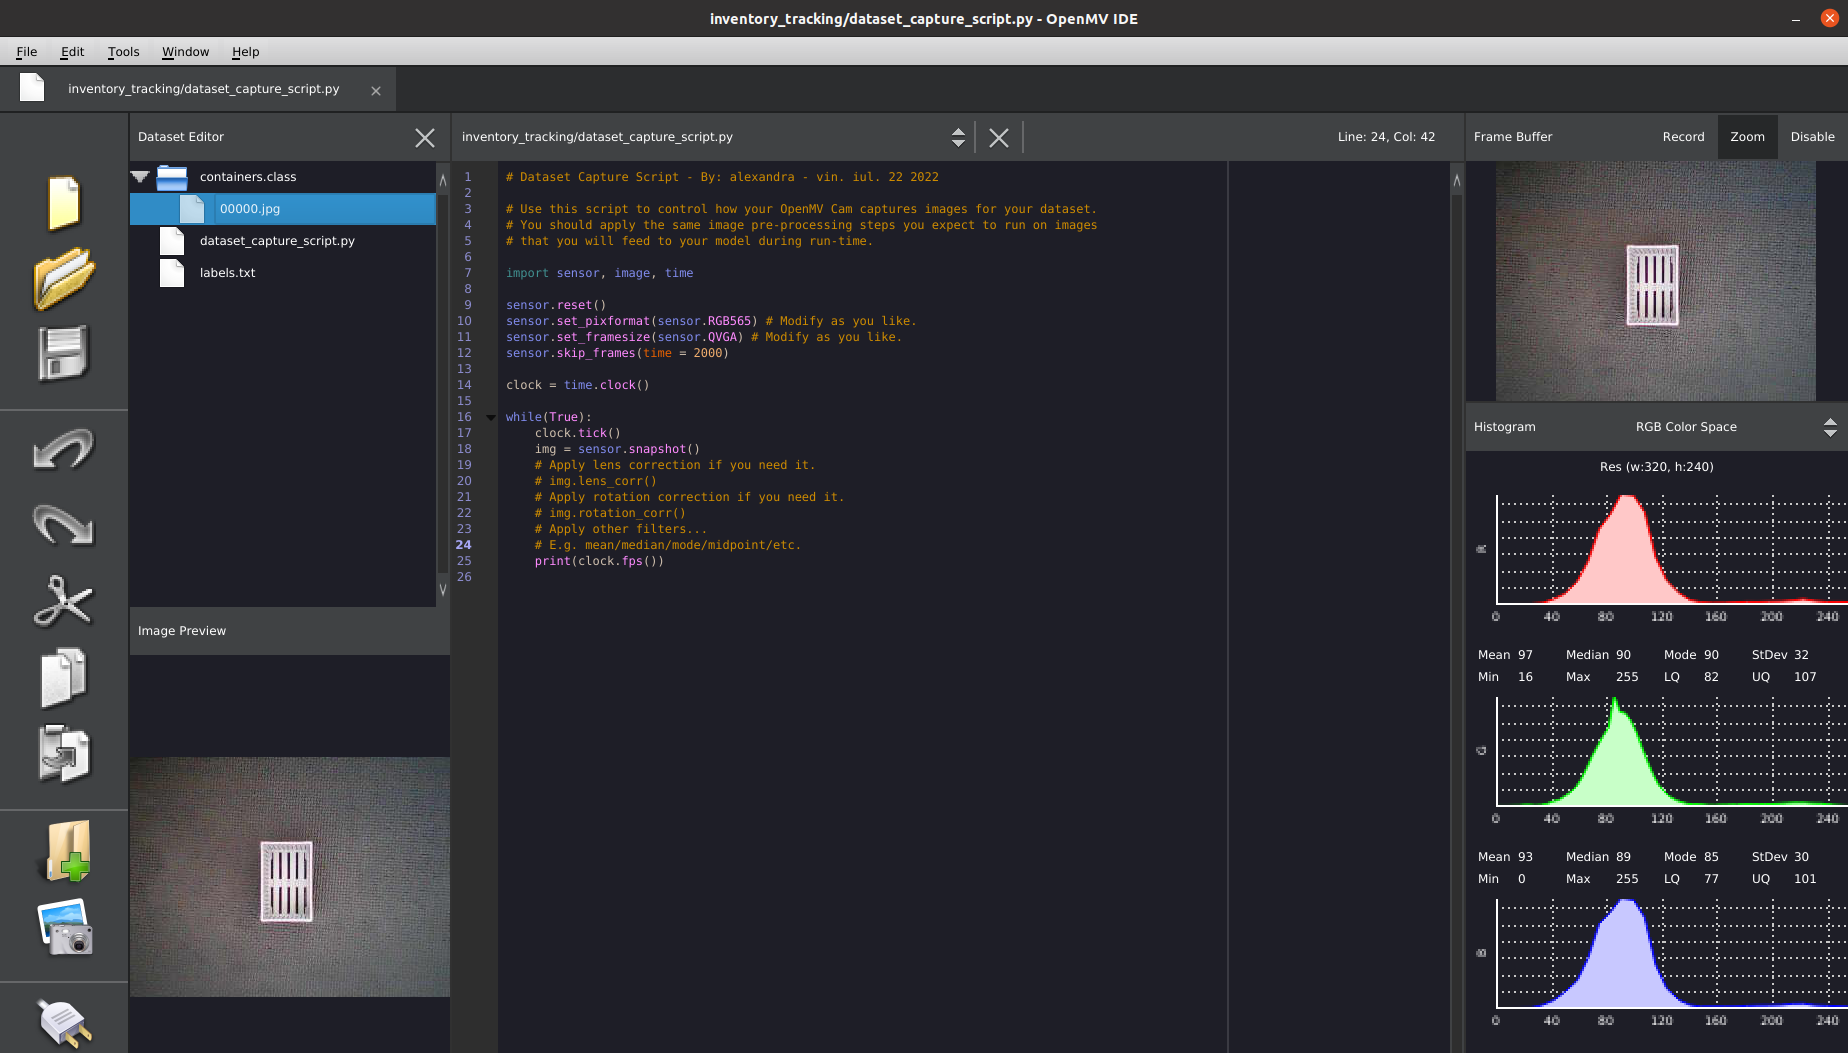 inventory_tracking/dataset_capture_script.py - OpenMV IDE
File Edit Tools Window Help
inventory_tracking/dataset_capture_script.py
Dataset Editor
containers.class
00000.jpg
dataset_capture_script.py
labels.txt
Image Preview
inventory_tracking/dataset_capture_script.py
Line: 24, Col: 42
1 # Dataset Capture Script - By: alexandra - vin. iul. 22 2022
2
3 # Use this script to control how your OpenMV Cam captures images for your dataset.
4 # You should apply the same image pre-processing steps you expect to run on images
5 # that you will feed to your model during run-time.
6
7 import sensor, image, time
8
9 sensor.reset()
10 sensor.set_pixformat(sensor.RGB565) # Modify as you like.
11 sensor.set_framesize(sensor.QVGA) # Modify as you like.
12 sensor.skip_frames(time = 2000)
13
14 clock = time.clock()
15
16 while(True):
17 clock.tick()
18 img = sensor.snapshot()
19 # Apply lens correction if you need it.
20 # img.lens_corr()
21 # Apply rotation correction if you need it.
22 # img.rotation_corr()
23 # Apply other filters...
24 # E.g. mean/median/mode/midpoint/etc.
25 print(clock.fps())
26
Frame Buffer Record Zoom Disable
Histogram RGB Color Space
Res (w:320, h:240)
0 40 80 120 160 200 240
Mean 97 Median 90 Mode 90 StDev 32
Min 16 Max 255 LQ 82 UQ 107
0 40 80 120 160 200 240
Mean 93 Median 89 Mode 85 StDev 30
Min 0 Max 255 LQ 77 UQ 101
0 40 80 120 160 200 240